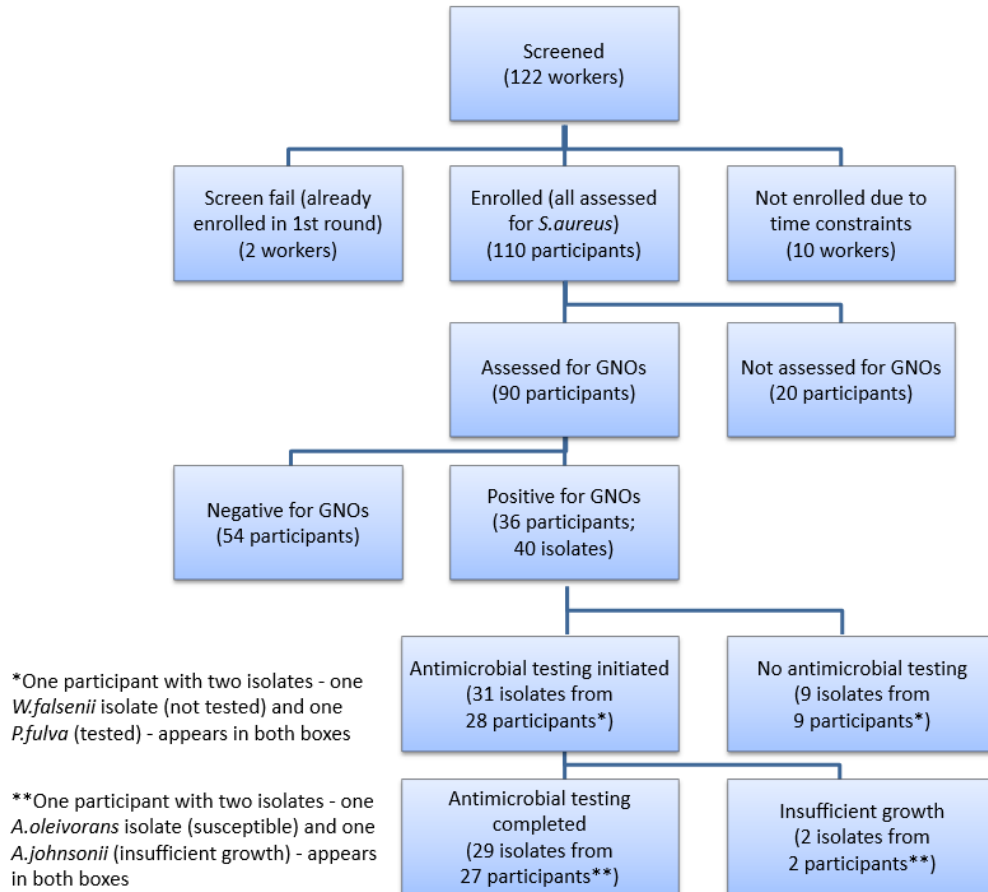 Screened
(122 workers)
Screen fail (already
enrolled in 1st round)
(2 workers)
Enrolled (all assessed
for S.aureus)
(110 participants)
Not enrolled due to
time constraints
(10 workers)
Assessed for GNOs
(90 participants)
Not assessed for GNOs
(20 participants)
Negative for GNOs
(54 participants)
Positive for GNOs
(36 participants;
40 isolates)
Antimicrobial testing initiated
(31 isolates from
28 participants*)
No antimicrobial testing
(9 isolates from
9 participants*)
*One participant with two isolates - one
W.falsenii isolate (not tested) and one
P.fulva (tested) - appears in both boxes
Antimicrobial testing
completed
(29 isolates from
27 participants**)
Insufficient growth
(2 isolates from
2 participants**)
**One participant with two isolates - one
A.oleivorans isolate (susceptible) and one
A.johnsonii (insufficient growth) - appears
in both boxes